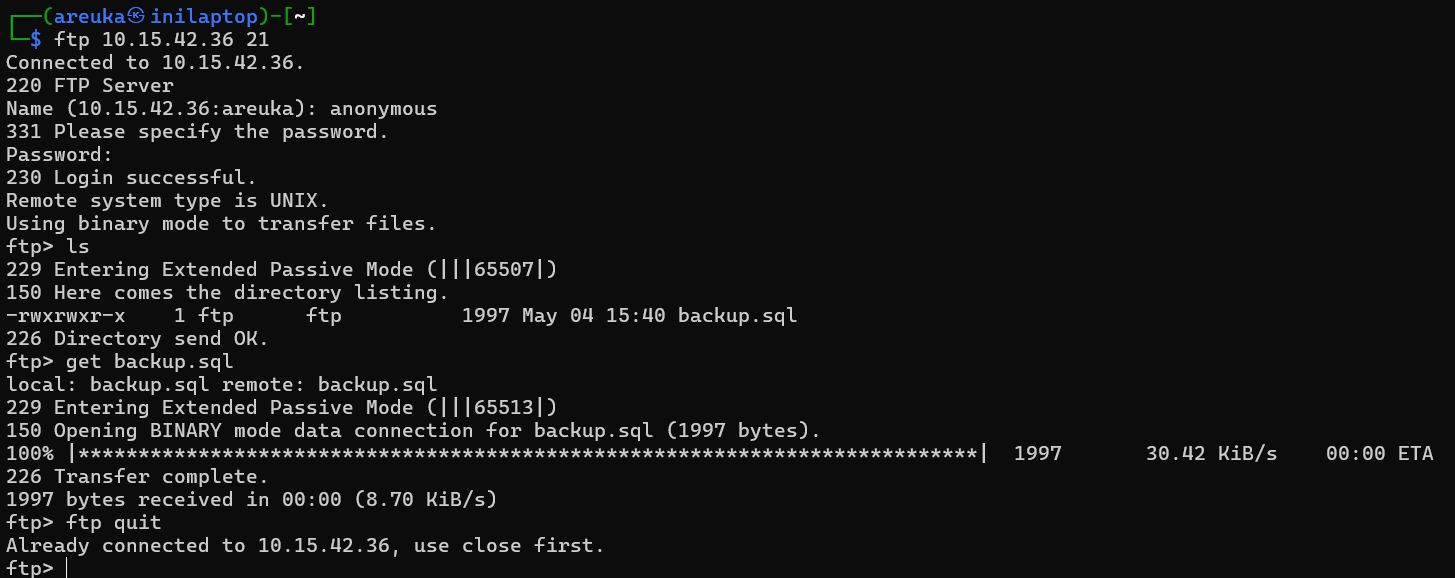 ┌──(areuka㉿inilaptop)-[~]
└─$ ftp 10.15.42.36 21
Connected to 10.15.42.36.
220 FTP Server
Name (10.15.42.36:areuka): anonymous
331 Please specify the password.
Password:
230 Login successful.
Remote system type is UNIX.
Using binary mode to transfer files.
ftp> ls
229 Entering Extended Passive Mode (|||65507|)
150 Here comes the directory listing.
-rwxrwxr-x    1 ftp      ftp          1997 May 04 15:40 backup.sql
226 Directory send OK.
ftp> get backup.sql
local: backup.sql remote: backup.sql
229 Entering Extended Passive Mode (|||65513|)
150 Opening BINARY mode data connection for backup.sql (1997 bytes).
100% |***************************************************************************|  1997       30.42 KiB/s    00:00 ETA
226 Transfer complete.
1997 bytes received in 00:00 (8.70 KiB/s)
ftp> ftp quit
Already connected to 10.15.42.36, use close first.
ftp>